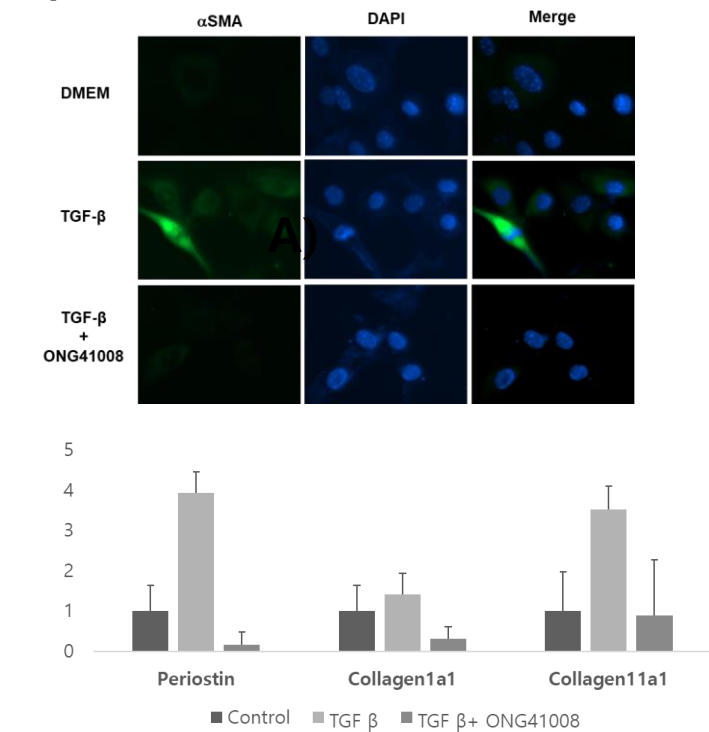 αSMA DAPI Merge
DMEM
TGF-β
A)
TGF-β
+
ONG41008
5
4
3
2
1
0
Periostin Collagen1a1 Collagen11a1
Control TGF β TGF β+ ONG41008